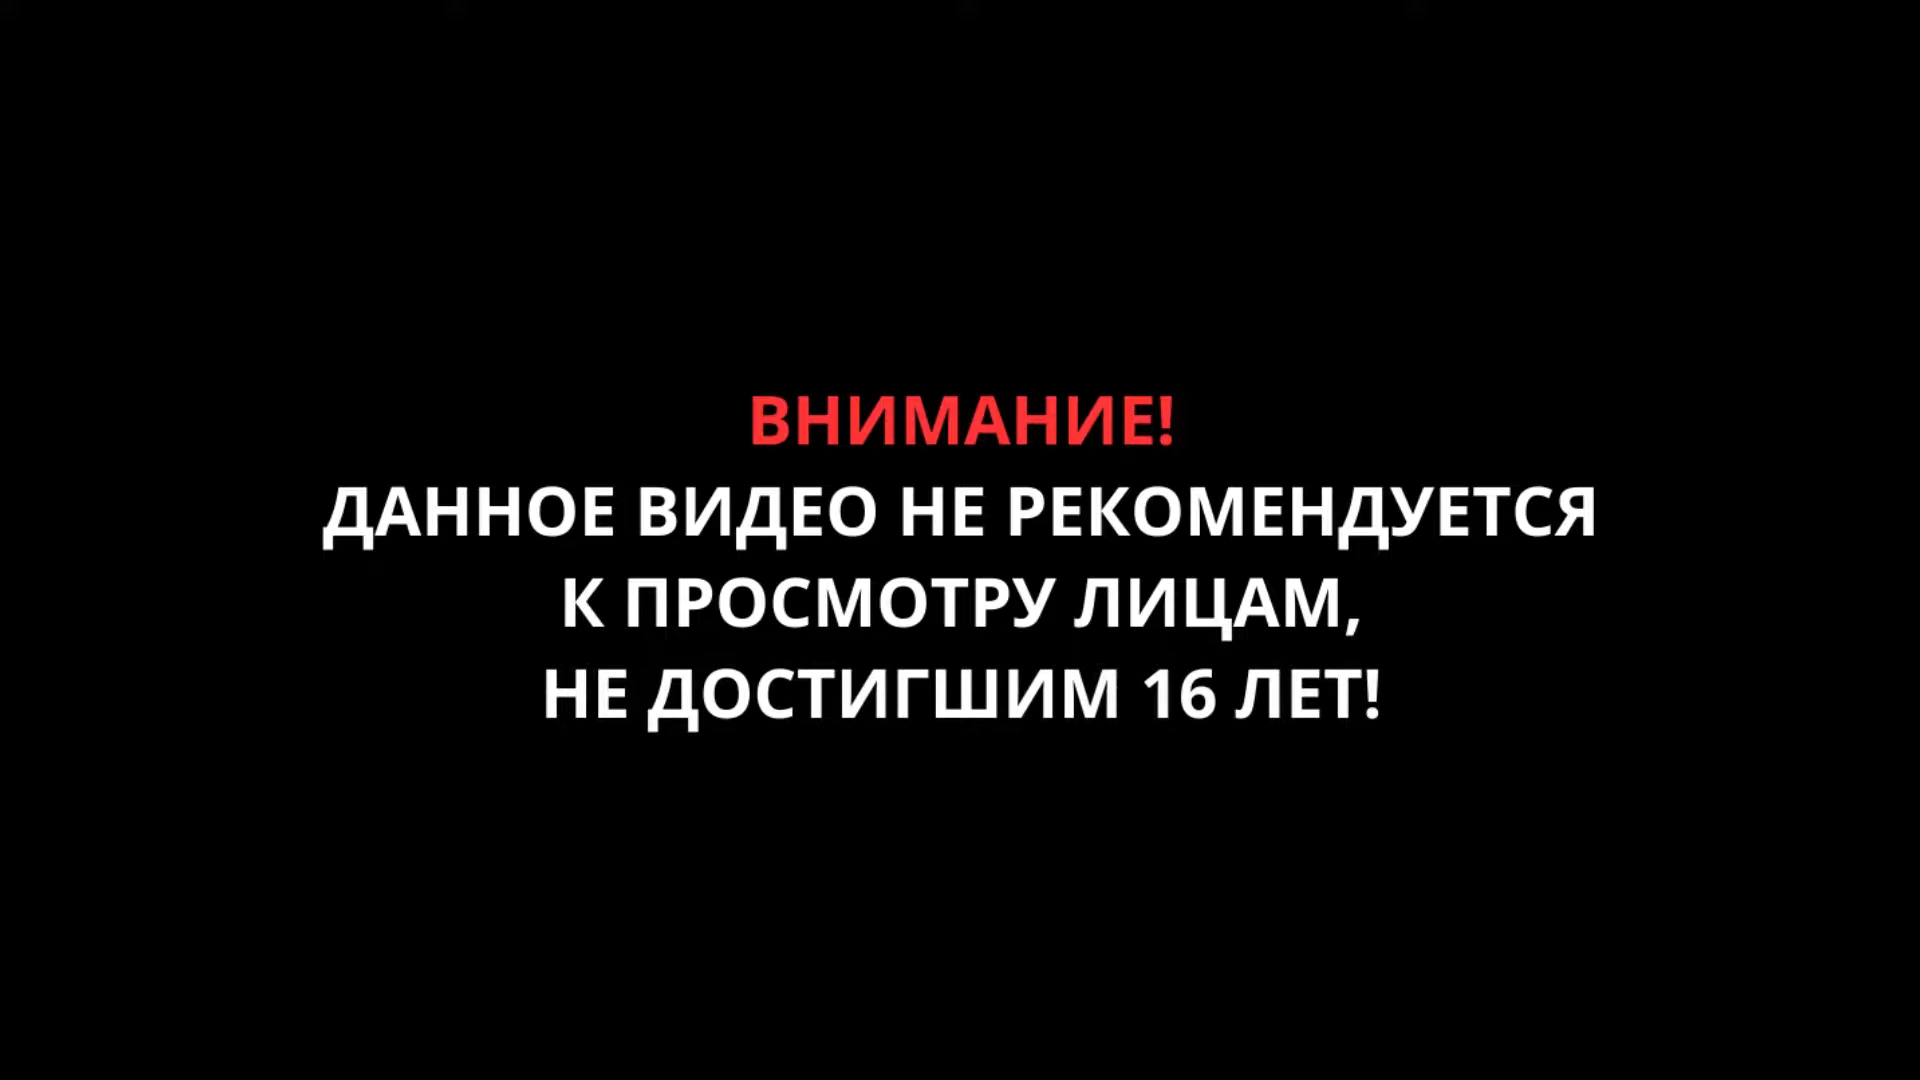 ВНИМАНИЕ!
ДАННОЕ ВИДЕО НЕ РЕКОМЕНДУЕТСЯ
К ПРОСМОТРУ ЛИЦАМ,
НЕ ДОСТИГШИМ 16 ЛЕТ!